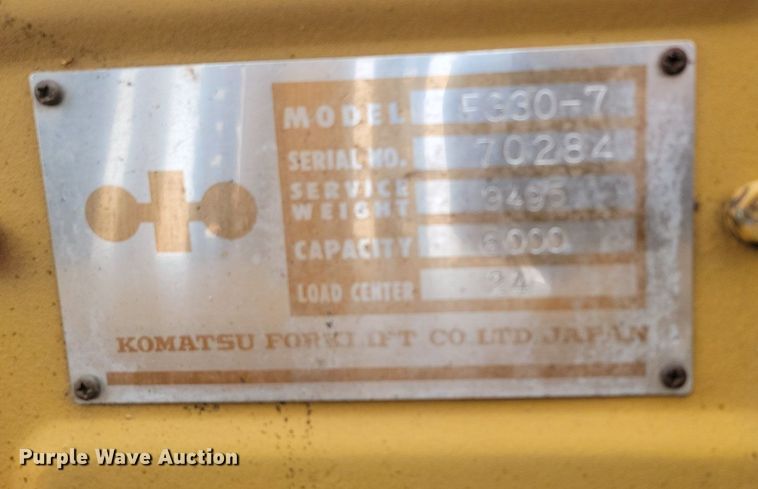 MODEL FG30-7
SERIAL NO. 70284
SERVICE WEIGHT 9495
CAPACITY 6000
LOAD CENTER 24
KOMATSU FORKLIFT CO. LTD JAPAN
Purple Wave Auction